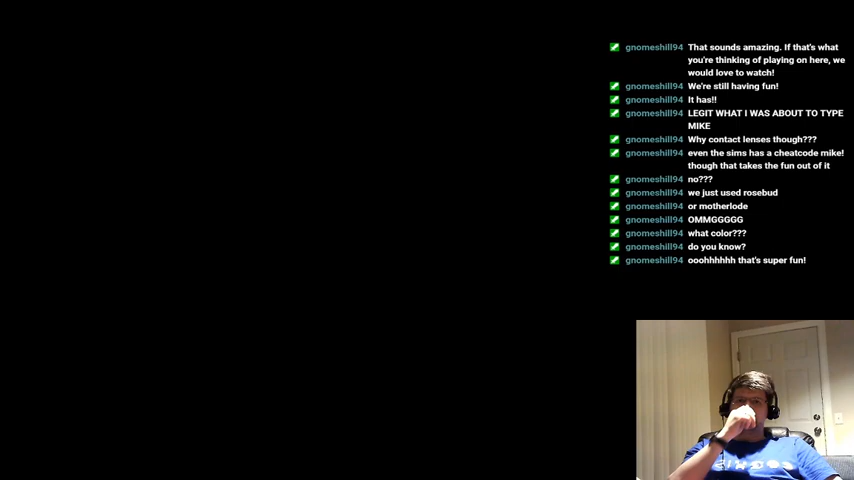 gnomeshill94 That sounds amazing. If that's what
you're thinking of playing on here, we
would love to watch!
gnomeshill94 We're still having fun!
gnomeshill94 It has!!
gnomeshill94 LEGIT WHAT I WAS ABOUT TO TYPE
MIKE
gnomeshill94 Why contact lenses though???
gnomeshill94 even the sims has a cheatcode mike!
though that takes the fun out of it
gnomeshill94 no???
gnomeshill94 we just used rosebud
gnomeshill94 or motherlode
gnomeshill94 OMMGGGGG
gnomeshill94 what color???
gnomeshill94 do you know?
gnomeshill94 ooohhhhhh that's super fun!